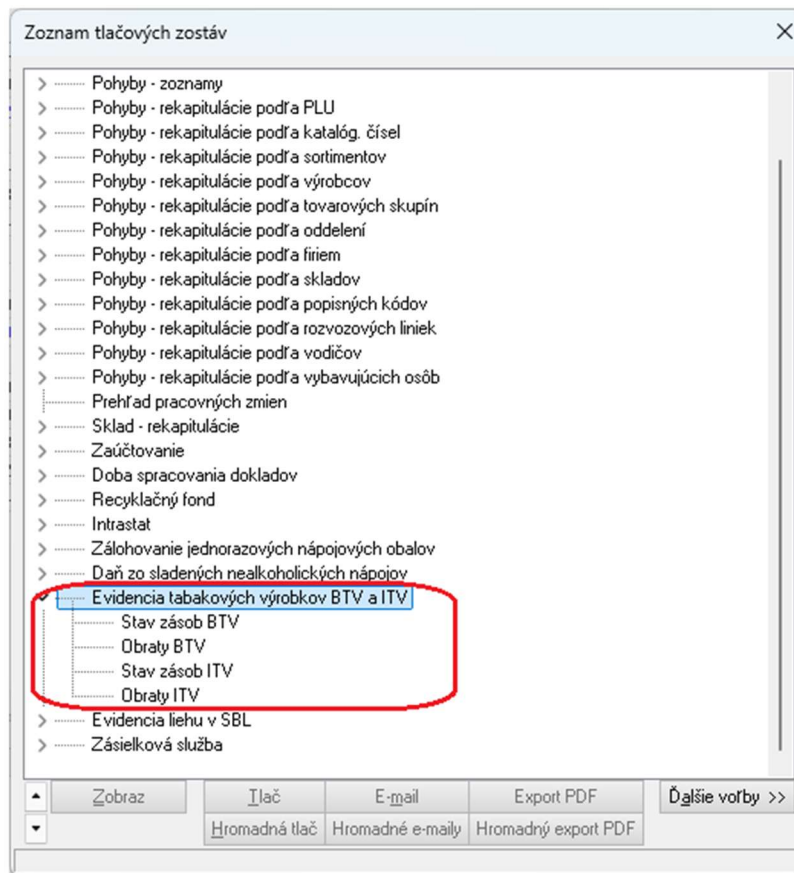 Zoznam tlačových zostáv
Pohyby - zoznamy
Pohyby - rekapitulácie podľa PLU
Pohyby - rekapitulácie podľa katalóg. čísel
Pohyby - rekapitulácie podľa sortimentov
Pohyby - rekapitulácie podľa výrobcov
Pohyby - rekapitulácie podľa tovarových skupín
Pohyby - rekapitulácie podľa oddelení
Pohyby - rekapitulácie podľa firiem
Pohyby - rekapitulácie podľa skladov
Pohyby - rekapitulácie podľa popisných kódov
Pohyby - rekapitulácie podľa rozvozových liniek
Pohyby - rekapitulácie podľa vodičov
Pohyby - rekapitulácie podľa vybavujúcich osôb
Prehľad pracovných zmien
Sklad - rekapitulácie
Zaúčtovanie
Doba spracovania dokladov
Recyklačný fond
Intrastat
Zálohovanie jednorazových nápojových obalov
Daň zo sladených nealkoholických nápojov
Evidencia tabakových výrobkov BTV a ITV
Stav zásob BTV
Obraty BTV
Stav zásob ITV
Obraty ITV
Evidencia liehu v SBL
Zásielková služba
Zobraz Tlač E-mail Export PDF Ďalšie voľby >>
Hromadná tlač Hromadné e-maily Hromadný export PDF